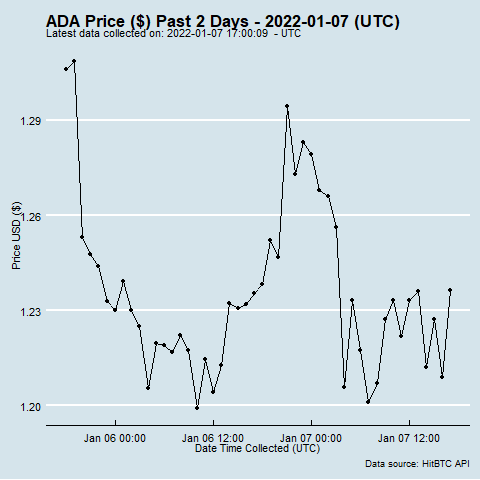 ADA Price ($) Past 2 Days - 2022-01-07 (UTC)
Latest data collected on: 2022-01-07 17:00:09  - UTC
1.29
1.26
1.23
1.20
Price USD ($)
Jan 06 00:00
Jan 06 12:00
Jan 07 00:00
Jan 07 12:00
Date Time Collected (UTC)
Data source: HitBTC API